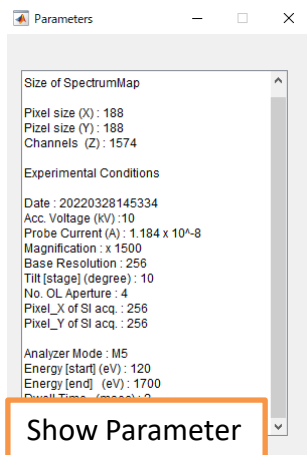 Parameters
Size of SpectrumMap
Pixel size (X) : 188
Pizel size (Y) : 188
Channels (Z) : 1574
Experimental Conditions
Date : 20220328145334
Acc. Voltage (kV) :10
Probe Current (A) : 1.184 x 10^-8
Magnification : x 1500
Base Resolution : 256
Tilt [stage] (degree) : 10
No. OL Aperture : 4
Pixel_X of SI acq. : 256
Pixel_Y of SI acq. : 256
Analyzer Mode : M5
Energy [start] (eV) : 120
Energy [end] (eV) : 1700
Show Parameter